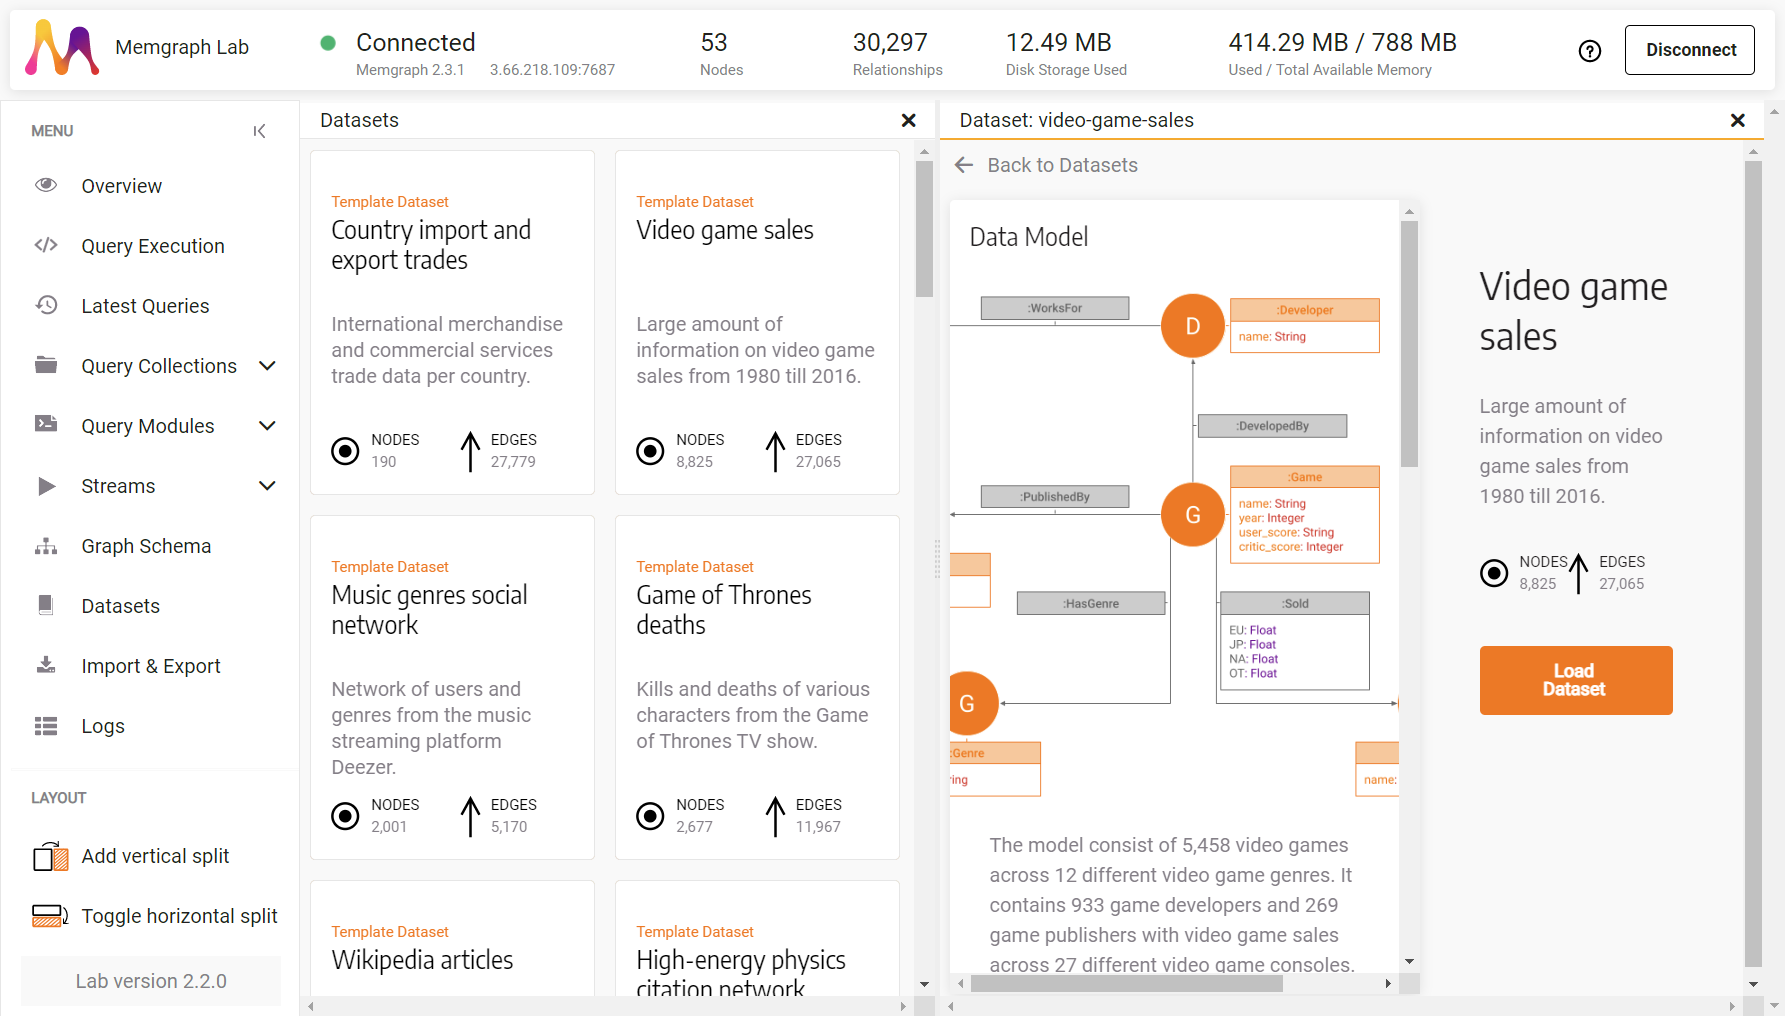 Memgraph Lab
Connected
Memgraph 2.3.1 3.66.218.109:7687
53
Nodes
30,297
Relationships
12.49 MB
Disk Storage Used
414.29 MB / 788 MB
Used / Total Available Memory
Disconnect
MENU
Overview
Query Execution
Latest Queries
Query Collections
Query Modules
Streams
Graph Schema
Datasets
Import & Export
Logs
LAYOUT
Add vertical split
Toggle horizontal split
Lab version 2.2.0
Datasets
Template Dataset
Country import and
export trades
International merchandise
and commercial services
trade data per country.
NODES
190
EDGES
27,779
Template Dataset
Video game sales
Large amount of
information on video game
sales from 1980 till 2016.
NODES
8,825
EDGES
27,065
Template Dataset
Music genres social
network
Network of users and
genres from the music
streaming platform
Deezer.
NODES
2,001
EDGES
5,170
Template Dataset
Game of Thrones
deaths
Kills and deaths of various
characters from the Game
of Thrones TV show.
NODES
2,677
EDGES
11,967
Template Dataset
Wikipedia articles
Template Dataset
High-energy physics
citation network
Dataset: video-game-sales
Back to Datasets
Data Model
:WorksFor
D
:Developer
name: String
:DevelopedBy
:PublishedBy
G
:Game
name: String
year: Integer
user_score: String
critic_score: Integer
:HasGenre
:Sold
EU: Float
JP: Float
NA: Float
OT: Float
G
:Genre
ring
name:
The model consist of 5,458 video games
across 12 different video game genres. It
contains 933 game developers and 269
game publishers with video game sales
across 27 different video game consoles.
Video game
sales
Large amount of
information on video
game sales from
1980 till 2016.
NODES
8,825
EDGES
27,065
Load
Dataset